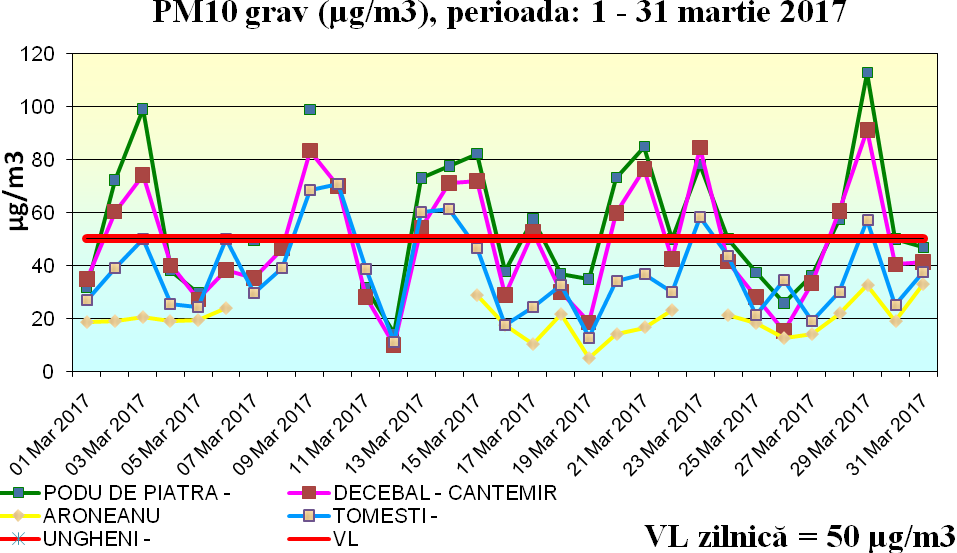 PM10 grav (µg/m3), perioada: 1 - 31 martie 2017
µg/m3
120
100
80
60
40
20
0
01 Mar 2017
03 Mar 2017
05 Mar 2017
07 Mar 2017
09 Mar 2017
11 Mar 2017
13 Mar 2017
15 Mar 2017
17 Mar 2017
19 Mar 2017
21 Mar 2017
23 Mar 2017
25 Mar 2017
27 Mar 2017
29 Mar 2017
31 Mar 2017
PODU DE PIATRA -
DECEBAL - CANTEMIR
ARONEANU
TOMESTI -
UNGHENI -
VL
VL zilnică = 50 µg/m3